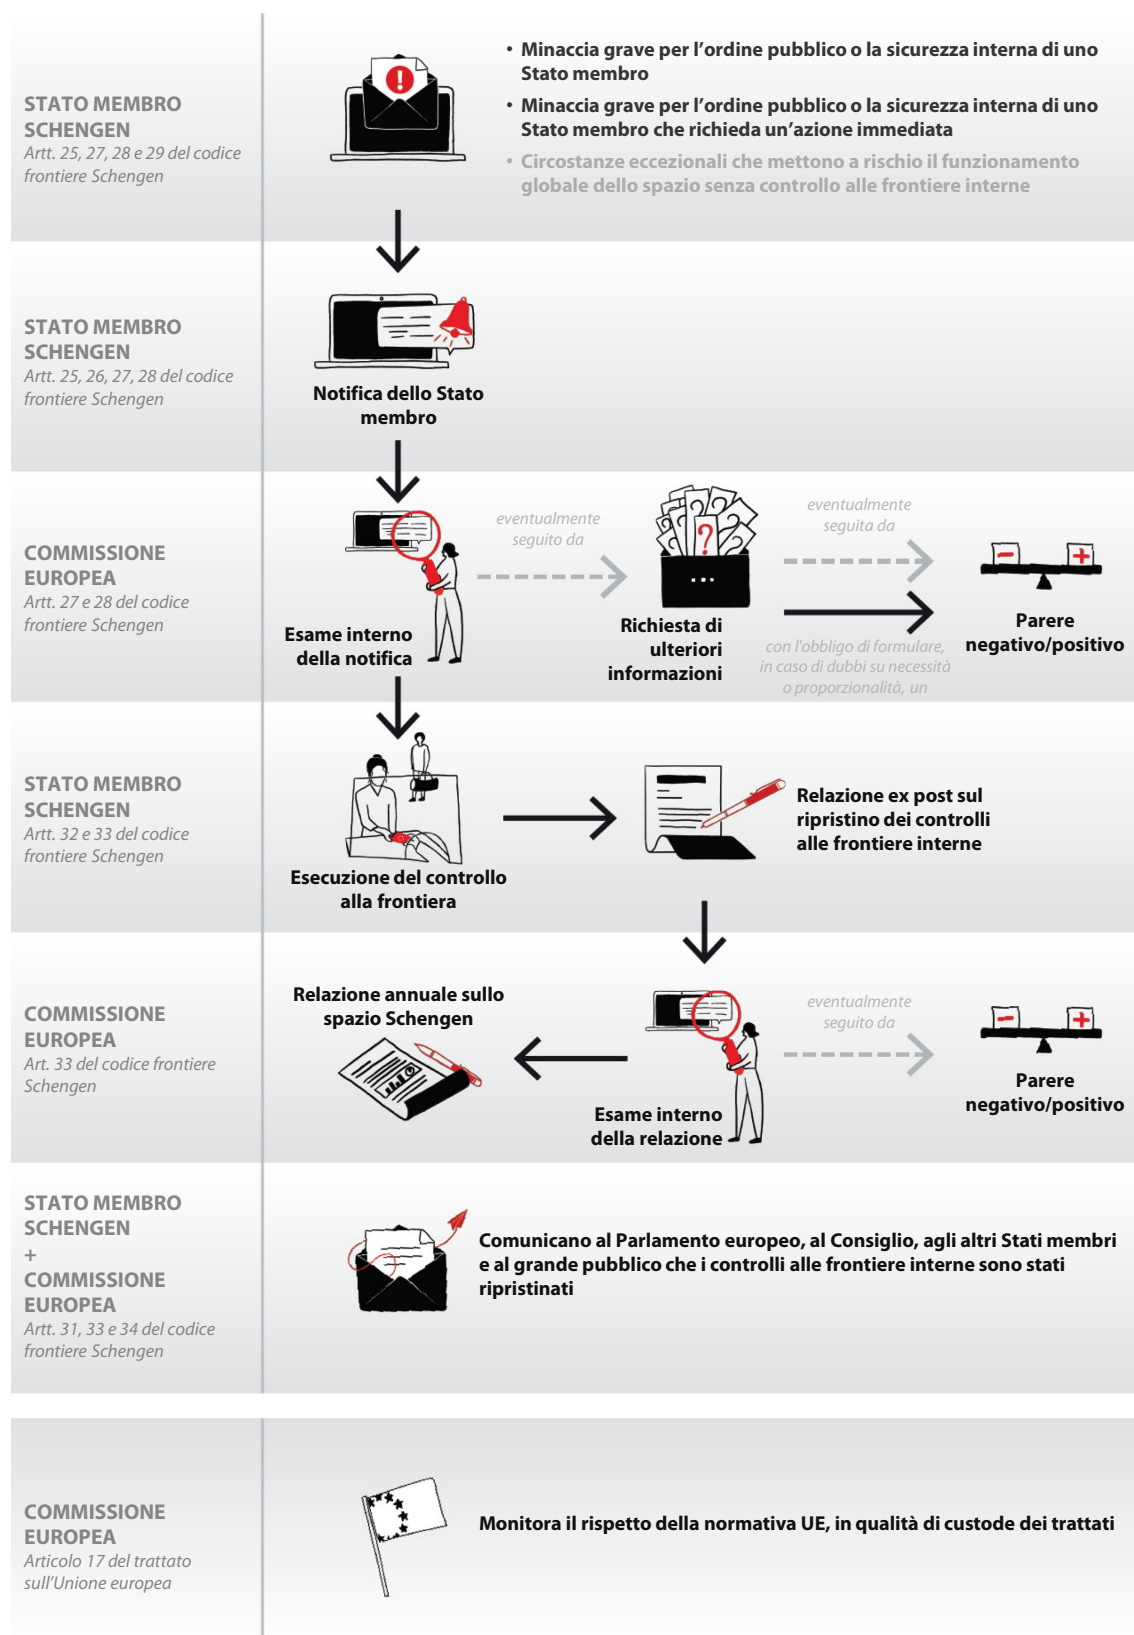 STATO MEMBRO
SCHENGEN
Artt. 25, 27, 28 e 29 del codice
frontiere Schengen
• Minaccia grave per l'ordine pubblico o la sicurezza interna di uno
Stato membro
• Minaccia grave per l'ordine pubblico o la sicurezza interna di uno
Stato membro che richieda un'azione immediata
• Circostanze eccezionali che mettono a rischio il funzionamento
globale dello spazio senza controllo alle frontiere interne
STATO MEMBRO
SCHENGEN
Artt. 25, 26, 27, 28 del codice
frontiere Schengen
Notifica dello Stato
membro
COMMISSIONE
EUROPEA
Artt. 27 e 28 del codice
frontiere Schengen
Esame interno
della notifica
eventualmente
seguito da
Richiesta di
ulteriori
informazioni
eventualmente
seguita da
con l'obbligo di formulare,
in caso di dubbi su necessità
o proporzionalità, un
Parere
negativo/positivo
STATO MEMBRO
SCHENGEN
Artt. 32 e 33 del codice
frontiere Schengen
Esecuzione del controllo
alla frontiera
Relazione ex post sul
ripristino dei controlli
alle frontiere interne
COMMISSIONE
EUROPEA
Art. 33 del codice frontiere
Schengen
Relazione annuale sullo
spazio Schengen
Esame interno
della relazione
eventualmente
seguito da
Parere
negativo/positivo
STATO MEMBRO
SCHENGEN
+
COMMISSIONE
EUROPEA
Artt. 31, 33 e 34 del codice
frontiere Schengen
Comunicano al Parlamento europeo, al Consiglio, agli altri Stati membri
e al grande pubblico che i controlli alle frontiere interne sono stati
ripristinati
COMMISSIONE
EUROPEA
Articolo 17 del trattato
sull'Unione europea
Monitora il rispetto della normativa UE, in qualità di custode dei trattati